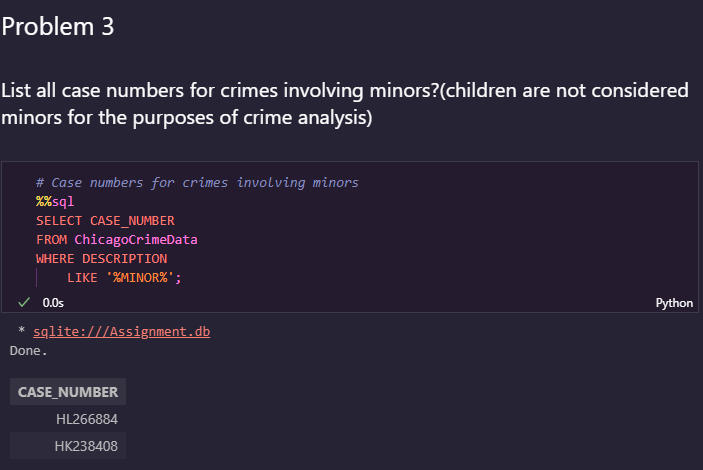 Problem 3
List all case numbers for crimes involving minors?(children are not considered
minors for the purposes of crime analysis)
# Case numbers for crimes involving minors
%%sql
SELECT CASE_NUMBER
FROM ChicagoCrimeData
WHERE DESCRIPTION
    LIKE '%MINOR%';
✓ 0.0s Python
* sqlite:///Assignment.db
Done.
CASE_NUMBER
HL266884
HK238408